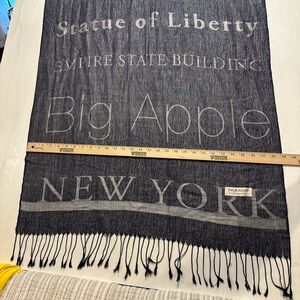 Statue of Liberty
EMPIRE STATE BUILDING
Big Apple
NEW YORK